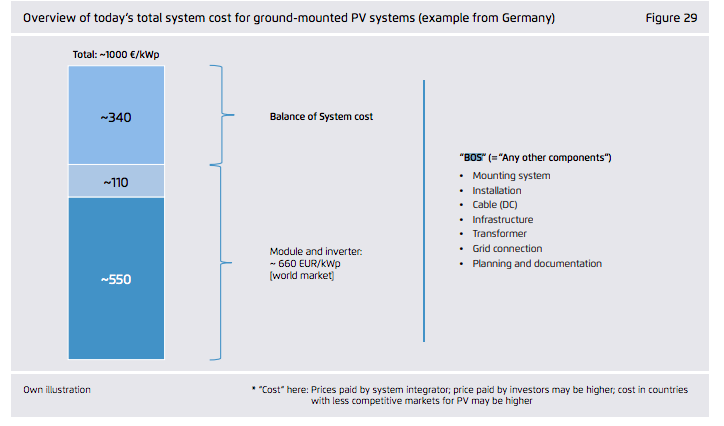 Overview of today's total system cost for ground-mounted PV systems (example from Germany)
Figure 29
Total: ~1000 €/kWp
~340
Balance of System cost
~110
~550
Module and inverter:
~ 660 EUR/kWp
[world market]
"BOS" (="Any other components")
• Mounting system
• Installation
• Cable (DC)
• Infrastructure
• Transformer
• Grid connection
• Planning and documentation
Own illustration
* "Cost" here: Prices paid by system integrator; price paid by investors may be higher; cost in countries
with less competitive markets for PV may be higher